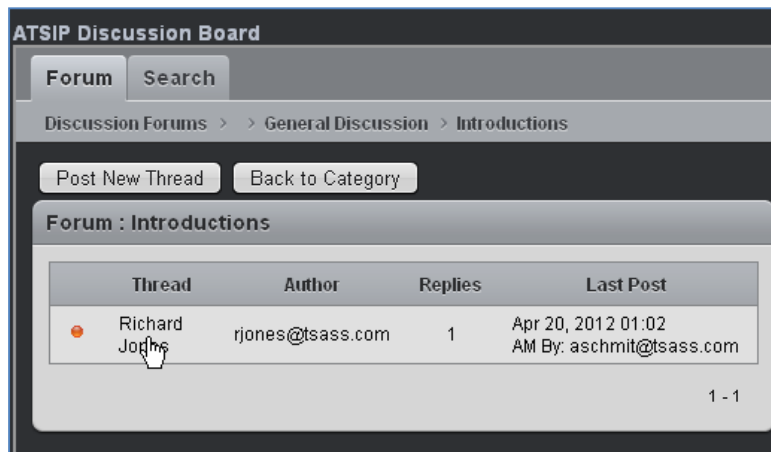 ATSIP Discussion Board
Forum Search
Discussion Forums > > General Discussion > Introductions
Post New Thread Back to Category
Forum : Introductions
Thread Author Replies Last Post
Richard
Jones rjones@tsass.com 1 Apr 20, 2012 01:02
AM By: aschmit@tsass.com
1 - 1